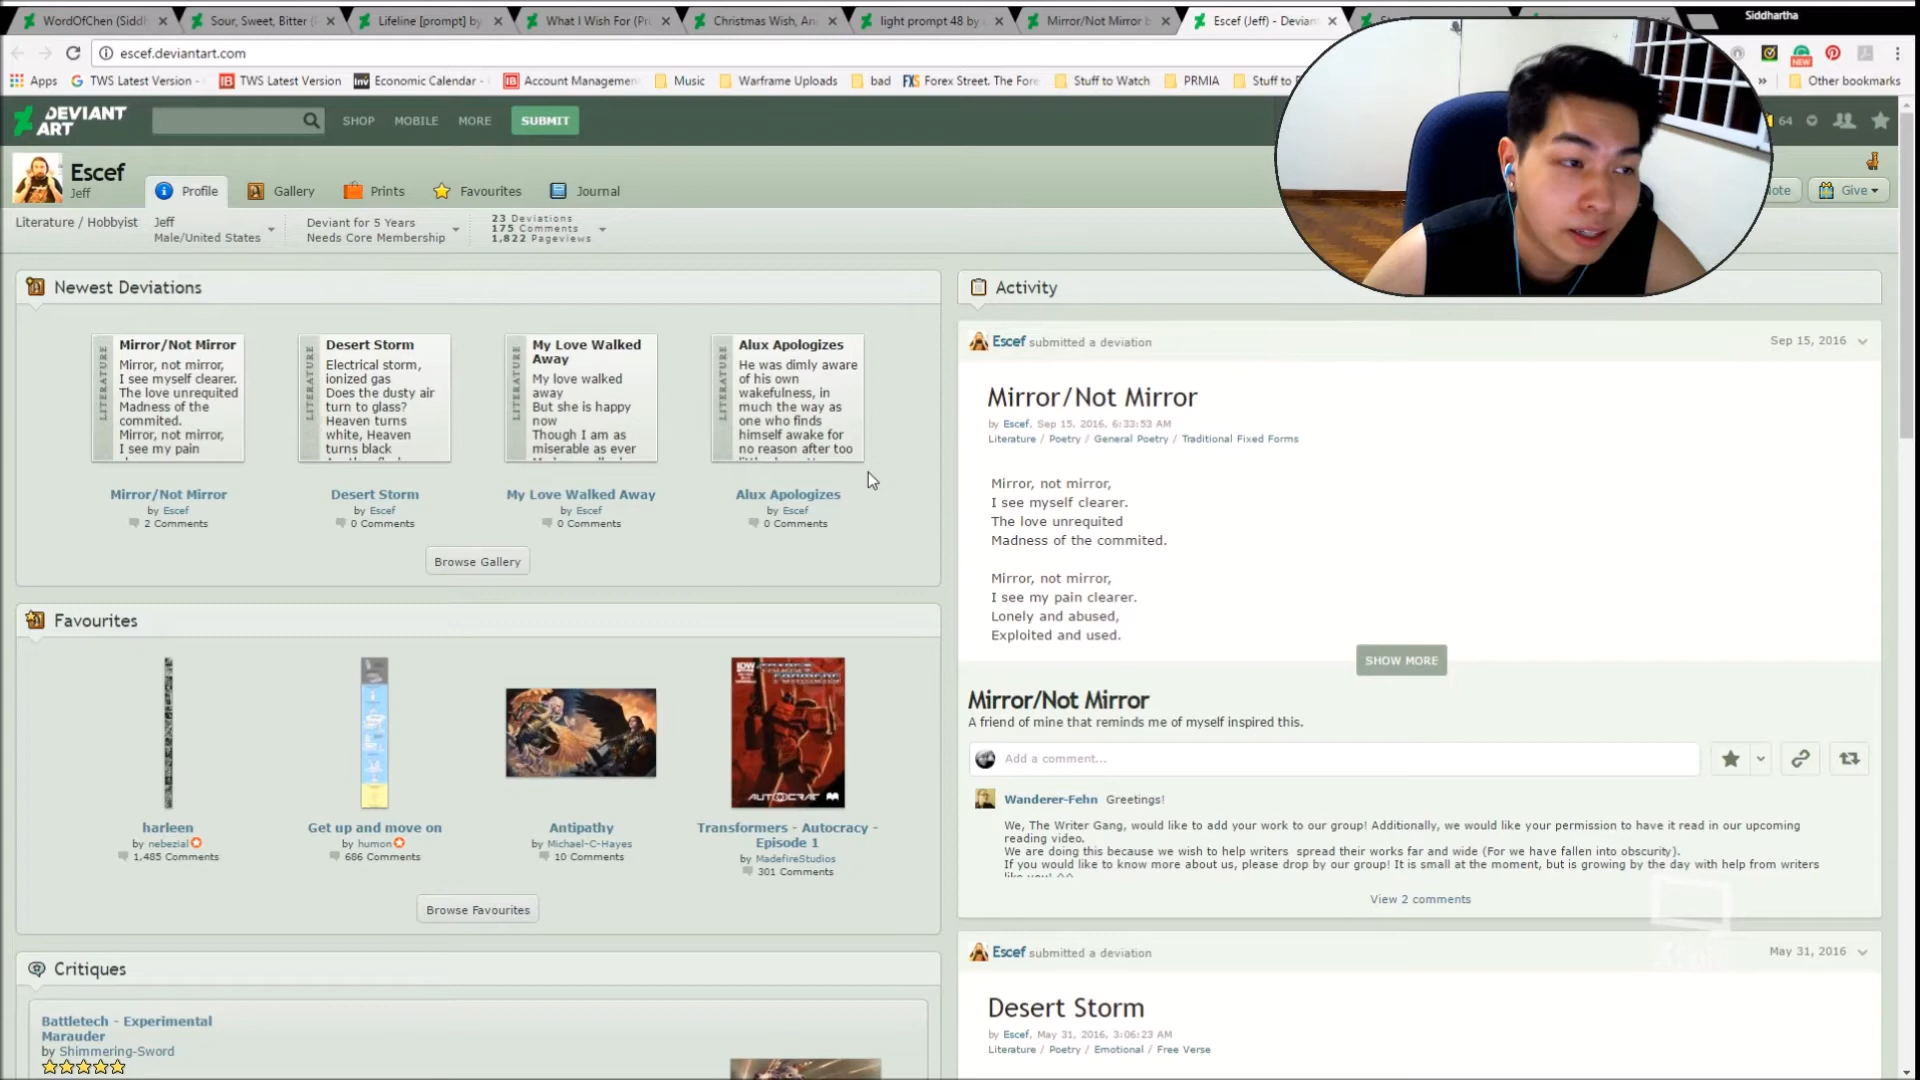 WordOfChen (Siddh
Sour, Sweet, Bitter (
Lifeline [prompt] by
What I Wish For (Pr
Christmas Wish, An
light prompt 48 by
Mirror/Not Mirror b
Escef (Jeff) - Deviant
Siddhartha
escef.deviantart.com
NEW
Apps
TWS Latest Version -
TWS Latest Version
Economic Calendar -
Account Managemen
Music
Warframe Uploads
bad
Forex Street. The Fore
Stuff to Watch
PRMIA
Stuff to
»
Other bookmarks
DEVIANT
ART
SHOP
MOBILE
MORE
SUBMIT
64
Escef
Jeff
Profile
Gallery
Prints
Favourites
Journal
Give
Literature / Hobbyist
Jeff
Male/United States
Deviant for 5 Years
Needs Core Membership
23 Deviations
175 Comments
1,822 Pageviews
Newest Deviations
LITERATURE
Mirror/Not Mirror
Mirror, not mirror,
I see myself clearer.
The love unrequited
Madness of the
commited.
Mirror, not mirror,
I see my pain
Mirror/Not Mirror
by Escef
2 Comments
LITERATURE
Desert Storm
Electrical storm,
ionized gas
Does the dusty air
turn to glass?
Heaven turns
white, Heaven
turns black
Desert Storm
by Escef
0 Comments
LITERATURE
My Love Walked
Away
My love walked
away
But she is happy
now
Though I am as
miserable as ever
My Love Walked Away
by Escef
0 Comments
LITERATURE
Alux Apologizes
He was dimly aware
of his own
wakefulness, in
much the way as
one who finds
himself awake for
no reason after too
Alux Apologizes
by Escef
0 Comments
Browse Gallery
Favourites
harleen
by nebezial
1,485 Comments
Get up and move on
by humon
686 Comments
Antipathy
by Michael-C-Hayes
10 Comments
IDW
TRANSFORMERS
AUTOCRACY
Transformers - Autocracy -
Episode 1
by MadefireStudios
301 Comments
Browse Favourites
Critiques
Battletech - Experimental
Marauder
by Shimmering-Sword
Activity
Escef submitted a deviation
Sep 15, 2016
Mirror/Not Mirror
by Escef, Sep 15, 2016, 6:33:53 AM
Literature / Poetry / General Poetry / Traditional Fixed Forms
Mirror, not mirror,
I see myself clearer.
The love unrequited
Madness of the commited.
Mirror, not mirror,
I see my pain clearer.
Lonely and abused,
Exploited and used.
SHOW MORE
Mirror/Not Mirror
A friend of mine that reminds me of myself inspired this.
Add a comment...
Wanderer-Fehn Greetings!
We, The Writer Gang, would like to add your work to our group! Additionally, we would like your permission to have it read in our upcoming
reading video.
We are doing this because we wish to help writers spread their works far and wide (For we have fallen into obscurity).
If you would like to know more about us, please drop by our group! It is small at the moment, but is growing by the day with help from writers
like you! ^^
View 2 comments
Escef submitted a deviation
May 31, 2016
Desert Storm
by Escef, May 31, 2016, 3:06:23 AM
Literature / Poetry / Emotional / Free Verse